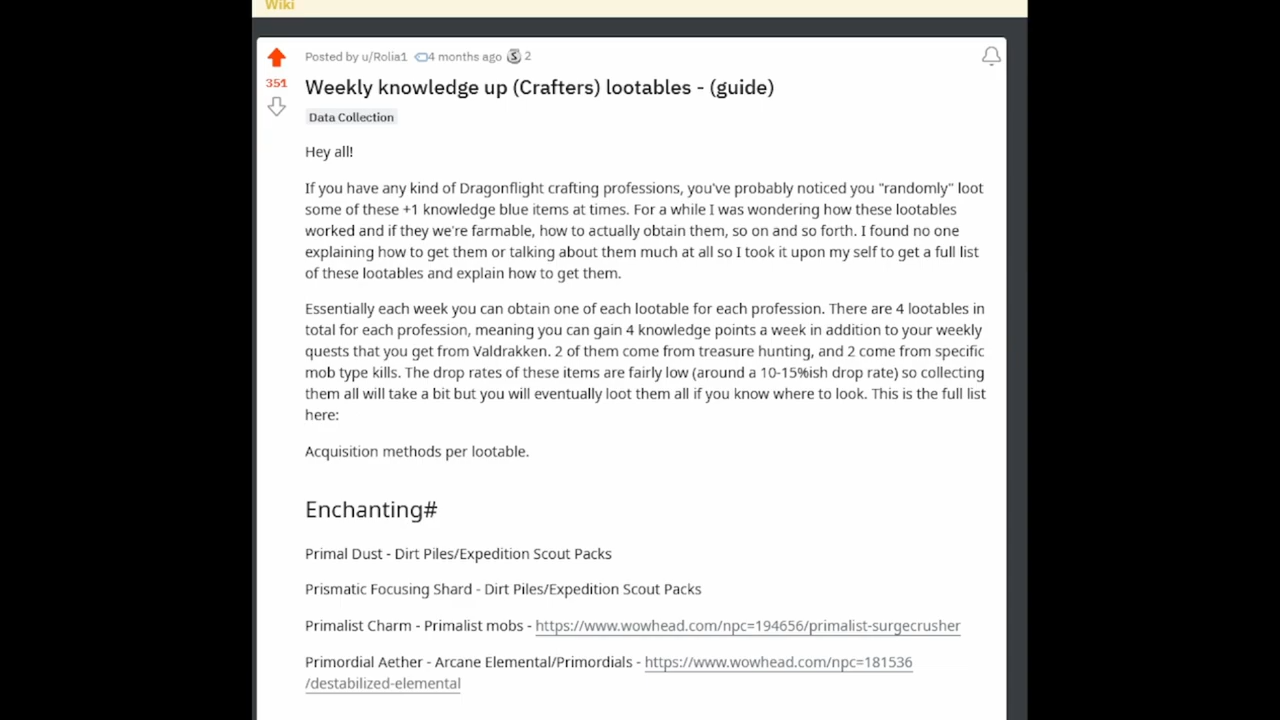 Wiki
Posted by u/Rolia1 4 months ago S 2
351
Weekly knowledge up (Crafters) lootables - (guide)
Data Collection
Hey all!
If you have any kind of Dragonflight crafting professions, you've probably noticed you "randomly" loot
some of these +1 knowledge blue items at times. For a while I was wondering how these lootables
worked and if they we're farmable, how to actually obtain them, so on and so forth. I found no one
explaining how to get them or talking about them much at all so I took it upon my self to get a full list
of these lootables and explain how to get them.
Essentially each week you can obtain one of each lootable for each profession. There are 4 lootables in
total for each profession, meaning you can gain 4 knowledge points a week in addition to your weekly
quests that you get from Valdrakken. 2 of them come from treasure hunting, and 2 come from specific
mob type kills. The drop rates of these items are fairly low (around a 10-15%ish drop rate) so collecting
them all will take a bit but you will eventually loot them all if you know where to look. This is the full list
here:
Acquisition methods per lootable.
Enchanting#
Primal Dust - Dirt Piles/Expedition Scout Packs
Prismatic Focusing Shard - Dirt Piles/Expedition Scout Packs
Primalist Charm - Primalist mobs - https://www.wowhead.com/npc=194656/primalist-surgecrusher
Primordial Aether - Arcane Elemental/Primordials - https://www.wowhead.com/npc=181536
/destabilized-elemental